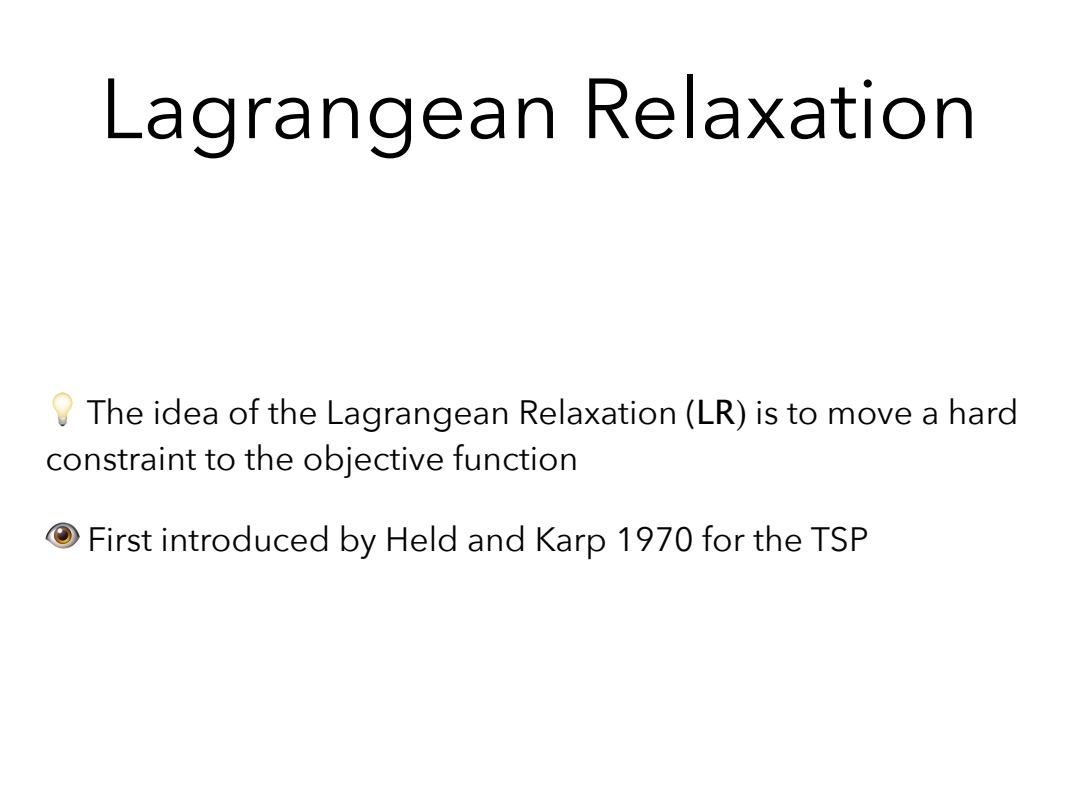 Lagrangean Relaxation
💡 The idea of the Lagrangean Relaxation (LR) is to move a hard
constraint to the objective function
👁 First introduced by Held and Karp 1970 for the TSP